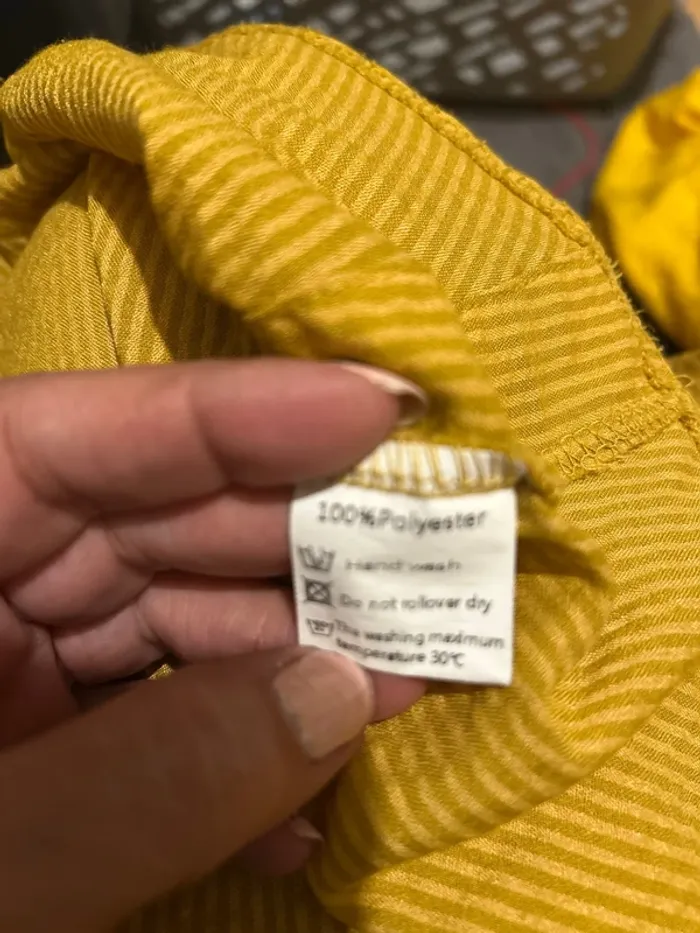 100%Polyester
Hand wash
Do not rollover dry
The washing maximum
temperature 30℃